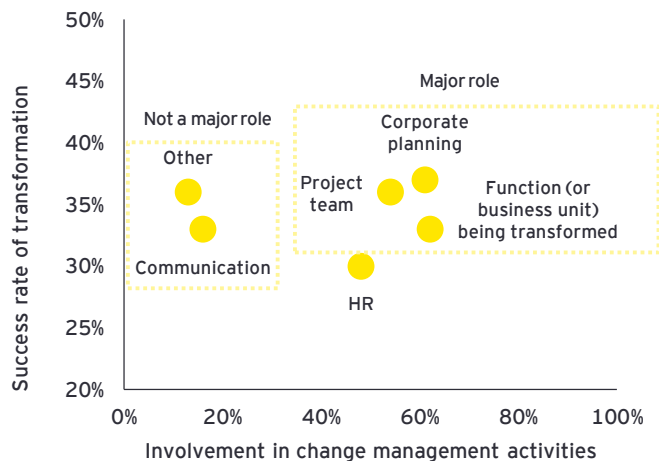 50%
45%
40%
35%
30%
25%
20%
Success rate of transformation
Major role
Not a major role
Corporate
planning
Other
Project
team
Function (or
business unit)
being transformed
Communication
HR
0%
20%
40%
60%
80%
100%
Involvement in change management activities